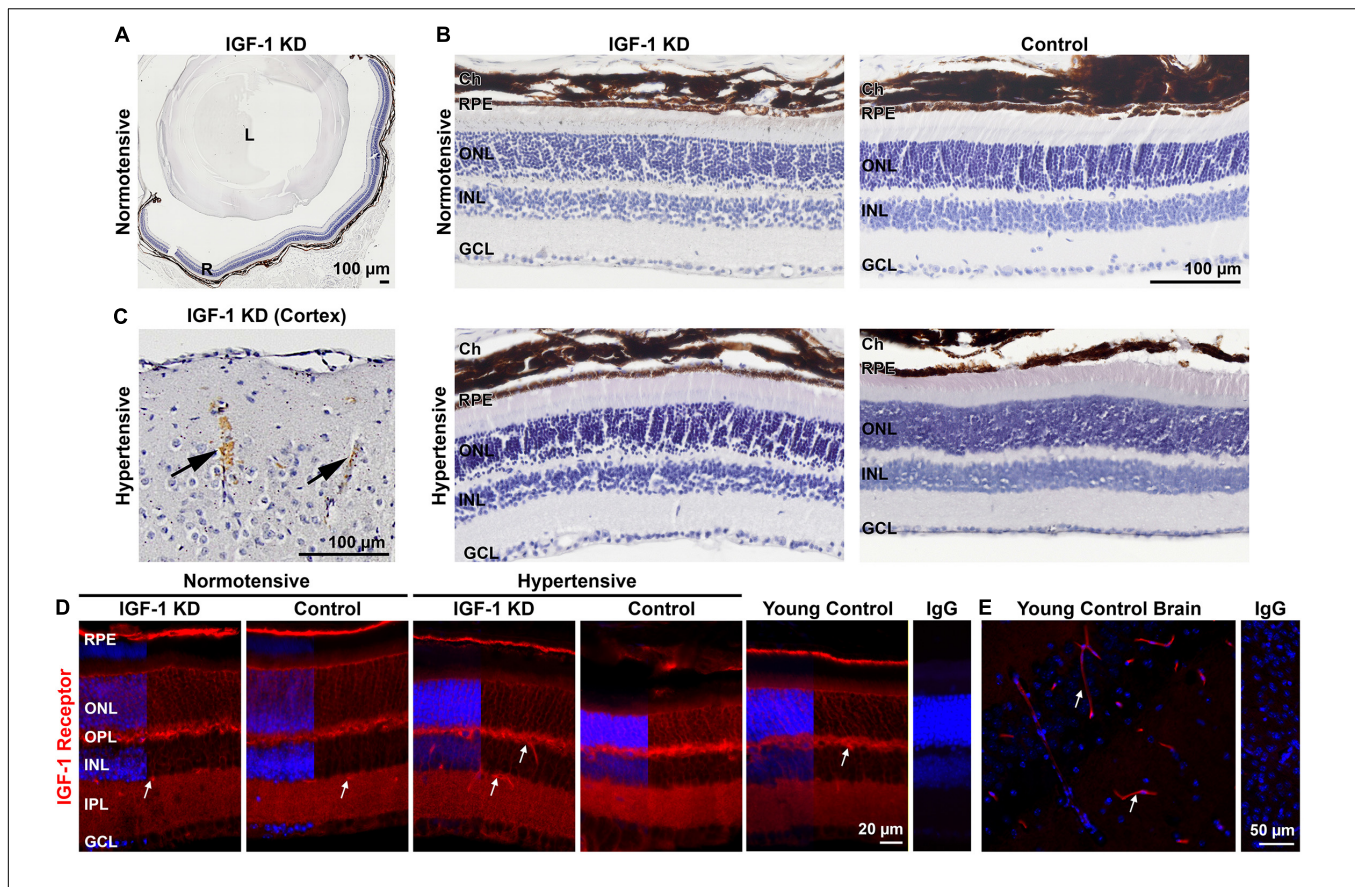 A
IGF-1 KD
B
IGF-1 KD
Control
Normotensive
L
R
100 µm
Normotensive
Ch
RPE
ONL
INL
GCL
Ch
RPE
ONL
INL
GCL
100 µm
C
IGF-1 KD (Cortex)
Hypertensive
100 µm
Hypertensive
Ch
RPE
ONL
INL
GCL
Ch
RPE
ONL
INL
GCL
Normotensive
Hypertensive
D
IGF-1 KD
Control
IGF-1 KD
Control
Young Control
IgG
E
Young Control Brain
IgG
IGF-1 Receptor
RPE
ONL
OPL
INL
IPL
GCL
20 µm
50 µm